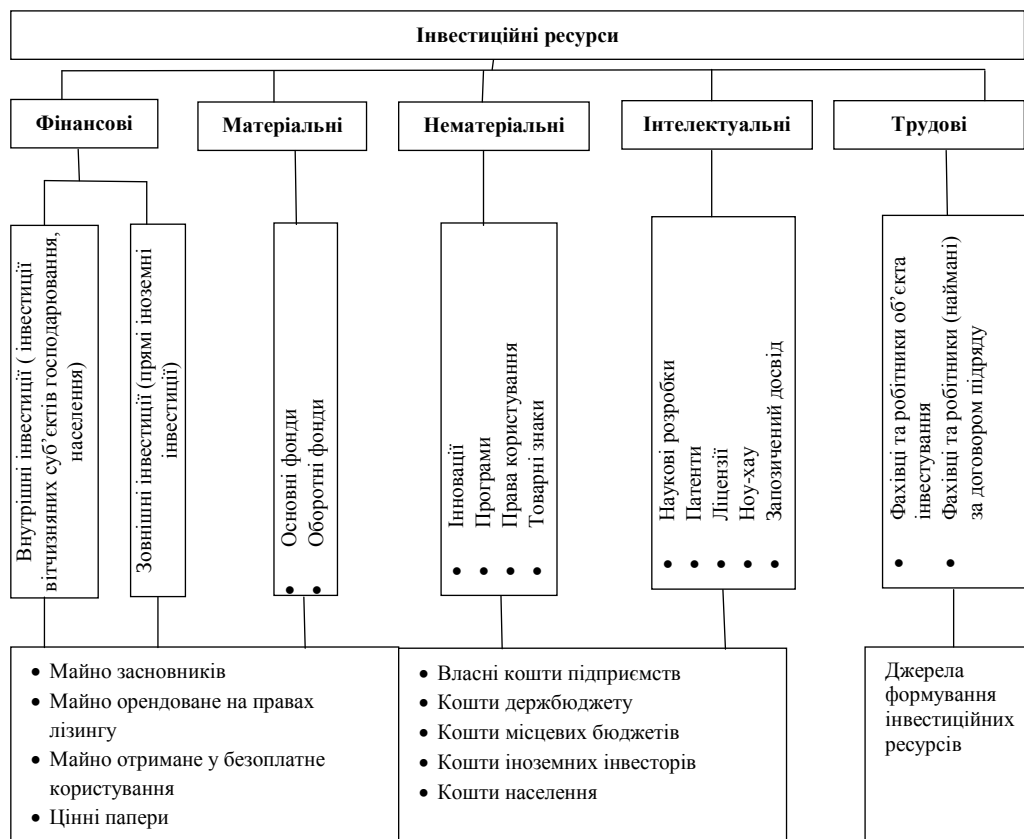 Інвестиційні ресурси
Фінансові
Матеріальні
Нематеріальні
Інтелектуальні
Трудові
Внутрішні інвестиції ( інвестиції
вітчизняних суб’єктів господарювання,
населення)
Зовнішні інвестиції (прямі іноземні
інвестиції)
• Основні фонди
• Оборотні фонди
• Інновації
• Програми
• Права користування
• Товарні знаки
• Наукові розробки
• Патенти
• Ліцензії
• Ноу-хау
• Запозичений досвід
• Фахівці та робітники об’єкта
інвестування
• Фахівці та робітники (наймані)
за договором підряду
• Майно засновників
• Майно орендоване на правах
лізингу
• Майно отримане у безоплатне
користування
• Цінні папери
• Власні кошти підприємств
• Кошти держбюджету
• Кошти місцевих бюджетів
• Кошти іноземних інвесторів
• Кошти населення
Джерела
формування
інвестиційних
ресурсів